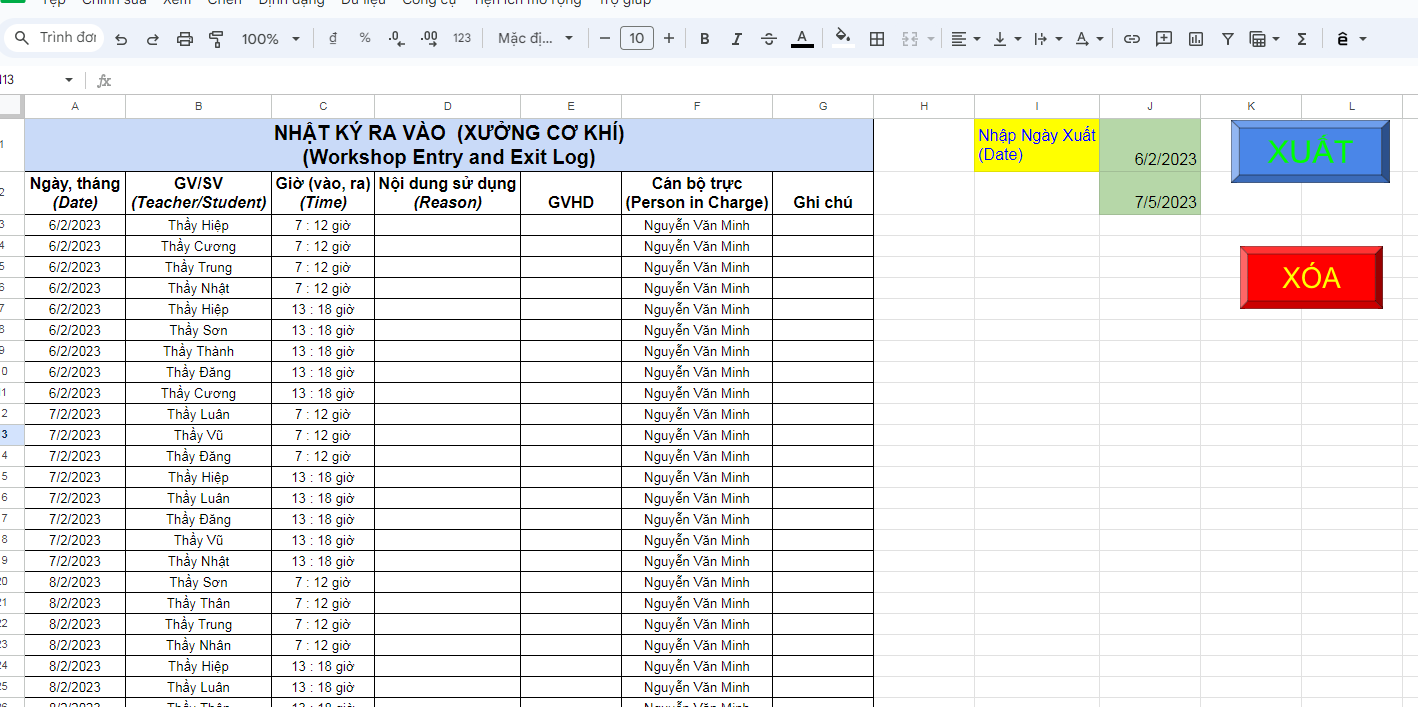 Tệp Chỉnh sửa Xem Chèn Định dạng Dữ liệu Công cụ Tiện ích mở rộng Trợ giúp
Trình đơn 100% đ % .0 .00 123 Mặc đị... 10 B I A
13 fx
A B C D E F G H I J K L
NHẬT KÝ RA VÀO (XƯỞNG CƠ KHÍ)
(Workshop Entry and Exit Log)
Nhập Ngày Xuất
(Date)
6/2/2023
XUẤT
Ngày, tháng
(Date)
GV/SV
(Teacher/Student)
Giờ (vào, ra)
(Time)
Nội dung sử dụng
(Reason)
GVHD
Cán bộ trực
(Person in Charge)
Ghi chú
7/5/2023
XÓA
3 6/2/2023 Thầy Hiệp 7 : 12 giờ Nguyễn Văn Minh
4 6/2/2023 Thầy Cương 7 : 12 giờ Nguyễn Văn Minh
5 6/2/2023 Thầy Trung 7 : 12 giờ Nguyễn Văn Minh
6 6/2/2023 Thầy Nhật 7 : 12 giờ Nguyễn Văn Minh
7 6/2/2023 Thầy Hiệp 13 : 18 giờ Nguyễn Văn Minh
8 6/2/2023 Thầy Sơn 13 : 18 giờ Nguyễn Văn Minh
9 6/2/2023 Thầy Thành 13 : 18 giờ Nguyễn Văn Minh
0 6/2/2023 Thầy Đăng 13 : 18 giờ Nguyễn Văn Minh
1 6/2/2023 Thầy Cương 13 : 18 giờ Nguyễn Văn Minh
2 7/2/2023 Thầy Luân 7 : 12 giờ Nguyễn Văn Minh
3 7/2/2023 Thầy Vũ 7 : 12 giờ Nguyễn Văn Minh
4 7/2/2023 Thầy Đăng 7 : 12 giờ Nguyễn Văn Minh
5 7/2/2023 Thầy Hiệp 13 : 18 giờ Nguyễn Văn Minh
6 7/2/2023 Thầy Luân 13 : 18 giờ Nguyễn Văn Minh
7 7/2/2023 Thầy Đăng 13 : 18 giờ Nguyễn Văn Minh
8 7/2/2023 Thầy Vũ 13 : 18 giờ Nguyễn Văn Minh
9 7/2/2023 Thầy Nhật 13 : 18 giờ Nguyễn Văn Minh
20 8/2/2023 Thầy Sơn 7 : 12 giờ Nguyễn Văn Minh
21 8/2/2023 Thầy Thân 7 : 12 giờ Nguyễn Văn Minh
22 8/2/2023 Thầy Trung 7 : 12 giờ Nguyễn Văn Minh
23 8/2/2023 Thầy Nhân 7 : 12 giờ Nguyễn Văn Minh
24 8/2/2023 Thầy Hiệp 13 : 18 giờ Nguyễn Văn Minh
25 8/2/2023 Thầy Luân 13 : 18 giờ Nguyễn Văn Minh
26 8/2/2023 Thầy Thân 13 : 18 giờ Nguyễn Văn Minh